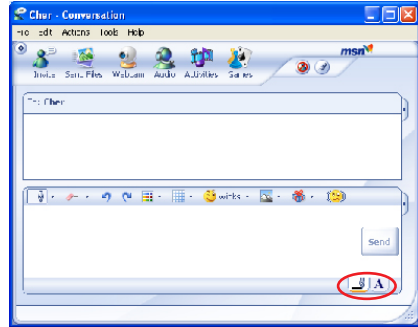 Cher - Conversation
File Edit Actions Tools Help
msn
Invite Send Files Webcam Audio Activities Games
To: Cher
winks
Send
A